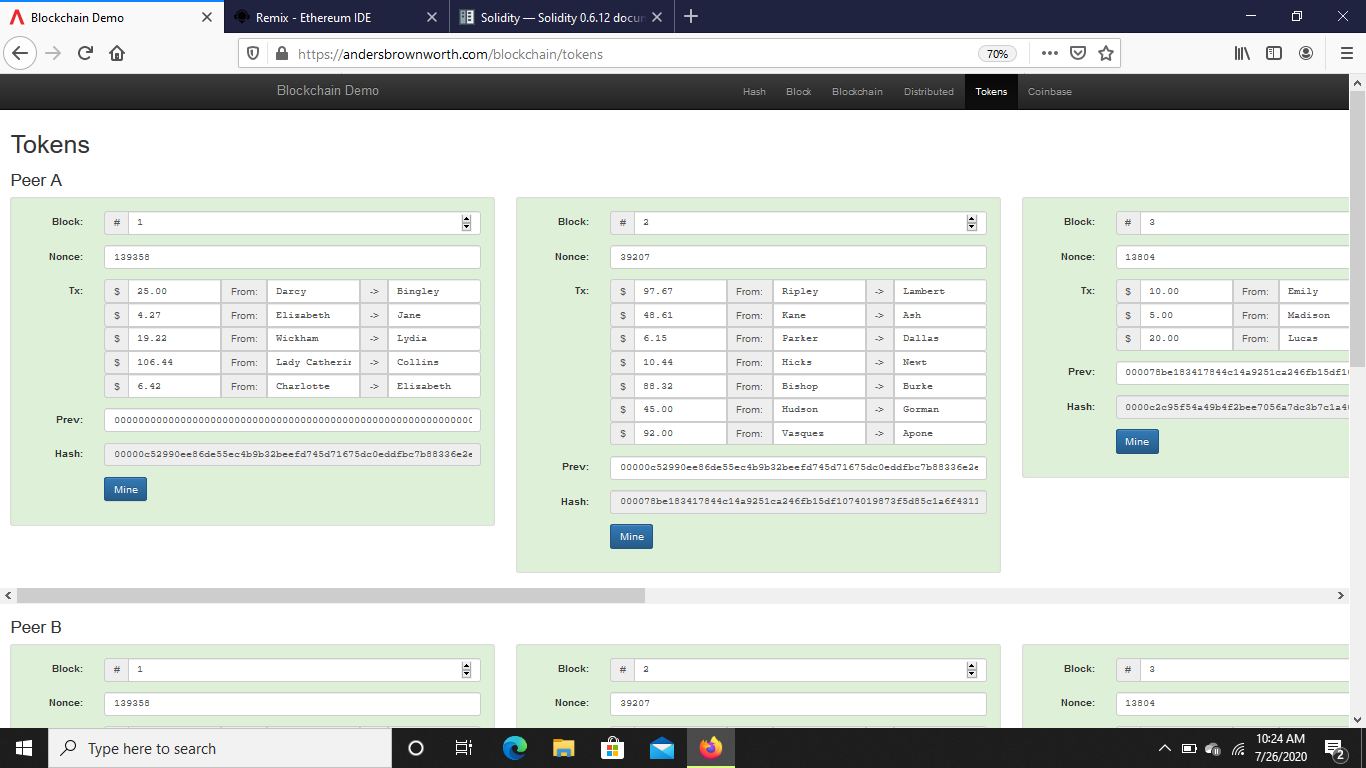 Blockchain Demo
Remix - Ethereum IDE
Solidity — Solidity 0.6.12 docun
https://andersbrownworth.com/blockchain/tokens
70%
Blockchain Demo
Hash
Block
Blockchain
Distributed
Tokens
Coinbase
Tokens
Peer A
Block: # 1
Nonce: 139358
Tx: $ 25.00 From: Darcy -> Bingley
$ 4.27 From: Elizabeth -> Jane
$ 19.22 From: Wickham -> Lydia
$ 106.44 From: Lady Catherin -> Collins
$ 6.42 From: Charlotte -> Elizabeth
Prev:
Hash: 00000c52990ee86de55ec4b9b32beefd745d71675dc0eddfbc7b88336e2e
Mine
Block: # 2
Nonce: 39207
Tx: $ 97.67 From: Ripley -> Lambert
$ 48.61 From: Kane -> Ash
$ 6.15 From: Parker -> Dallas
$ 10.44 From: Hicks -> Newt
$ 88.32 From: Bishop -> Burke
$ 45.00 From: Hudson -> Gorman
$ 92.00 From: Vasquez -> Apone
Prev: 00000c52990ee86de55ec4b9b32beefd745d71675dc0eddfbc7b88336e2e
Hash: 000078be183417844c14a9251ca246fb15df1074019873f5d85c1a6f4311
Mine
Block: # 3
Nonce: 13804
Tx: $ 10.00 From: Emily
$ 5.00 From: Madison
$ 20.00 From: Lucas
Prev: 000078be183417844c14a9251ca246fb15df1
Hash: 0000c2c95f54a49b4f2bee7056a7dc3b7c1a4
Mine
Peer B
Block: # 1
Nonce: 139358
Block: # 2
Nonce: 39207
Block: # 3
Nonce: 13804
Type here to search
10:24 AM
7/26/2020
2